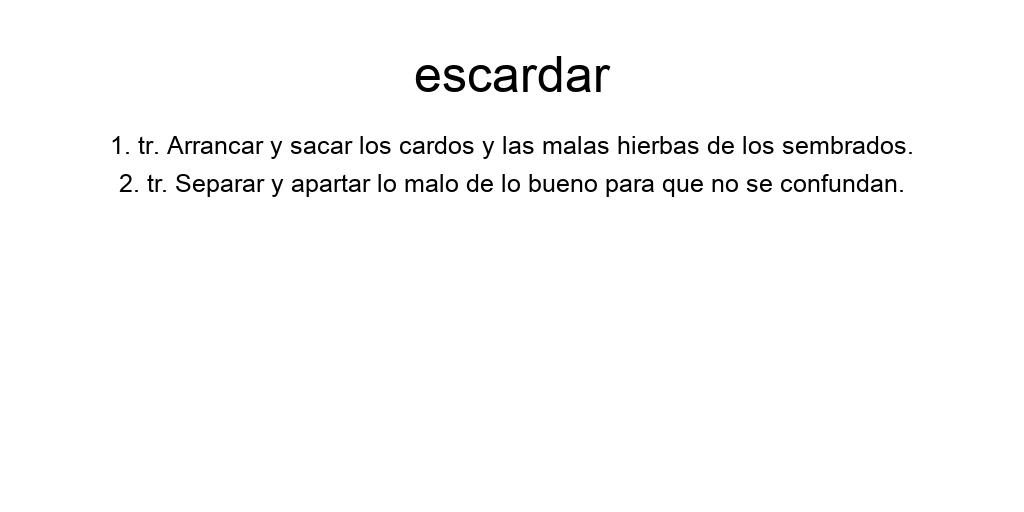 escardar
1. tr. Arrancar y sacar los cardos y las malas hierbas de los sembrados.
2. tr. Separar y apartar lo malo de lo bueno para que no se confundan.